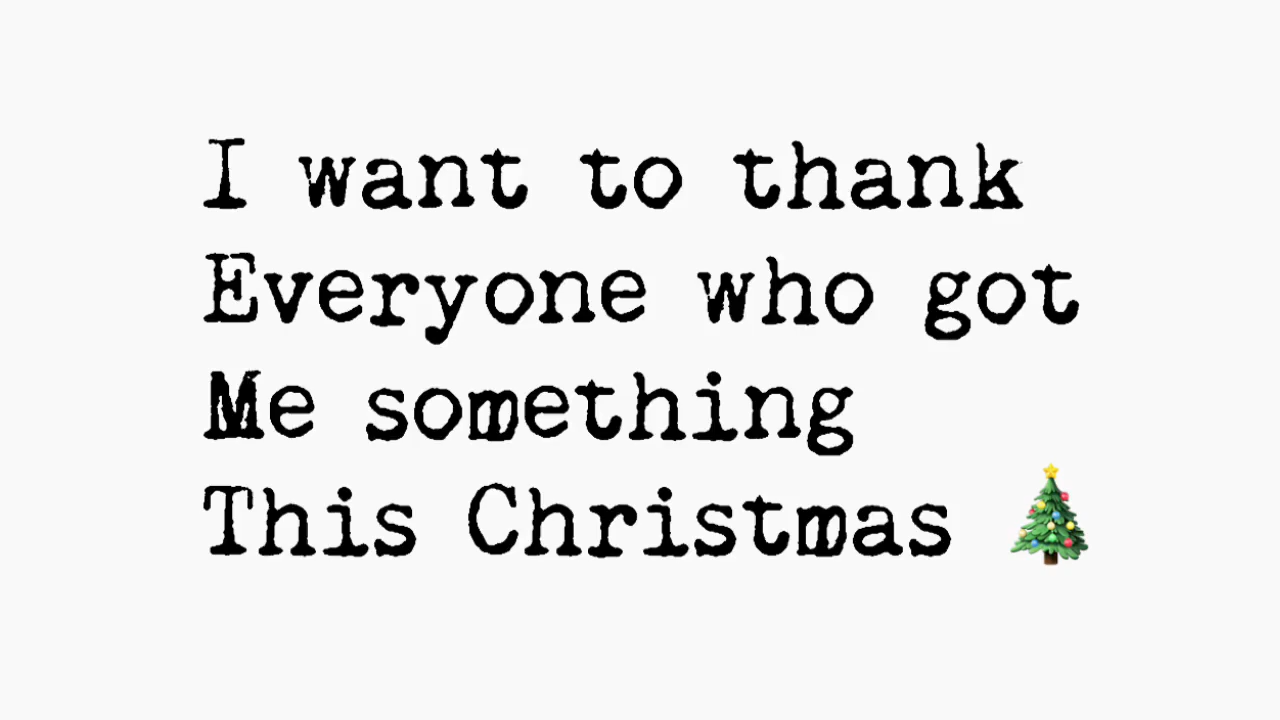 I want to thank
Everyone who got
Me something
This Christmas 🎄